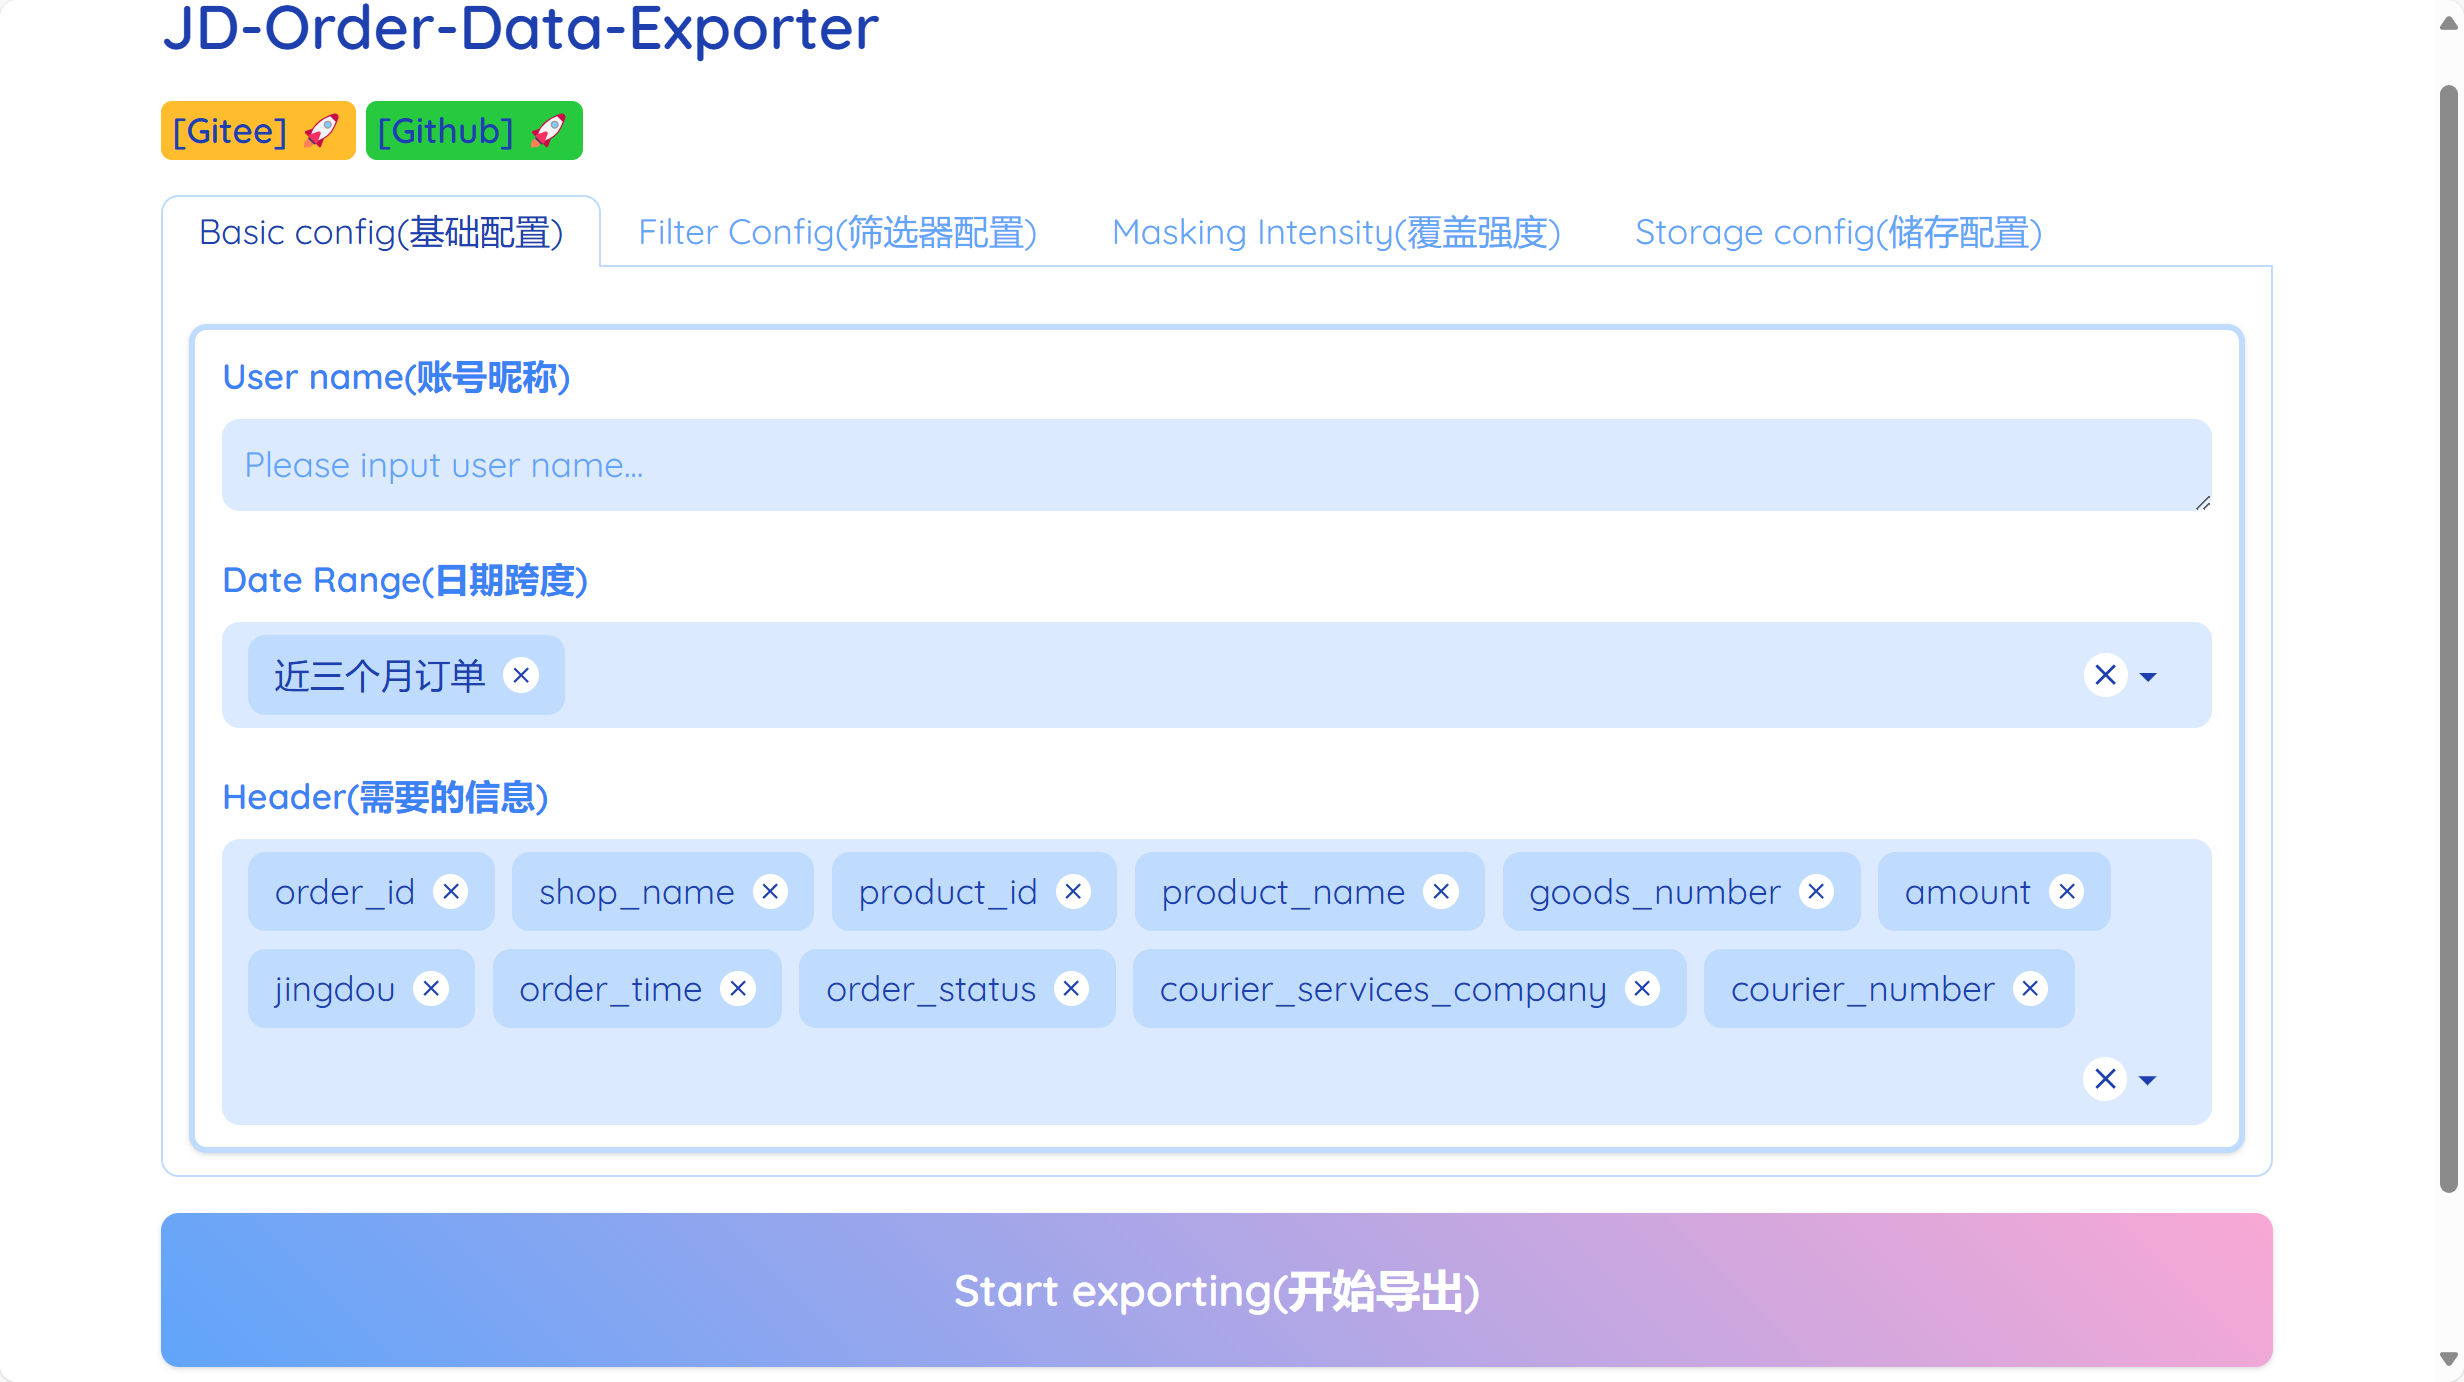 JD-Order-Data-Exporter
[Gitee] 🚀 [Github] 🚀
Basic config(基础配置) Filter Config(筛选器配置) Masking Intensity(覆盖强度) Storage config(储存配置)
User name(账号昵称)
Please input user name...
Date Range(日期跨度)
近三个月订单
Header(需要的信息)
order_id shop_name product_id product_name goods_number amount
jingdou order_time order_status courier_services_company courier_number
Start exporting(开始导出)